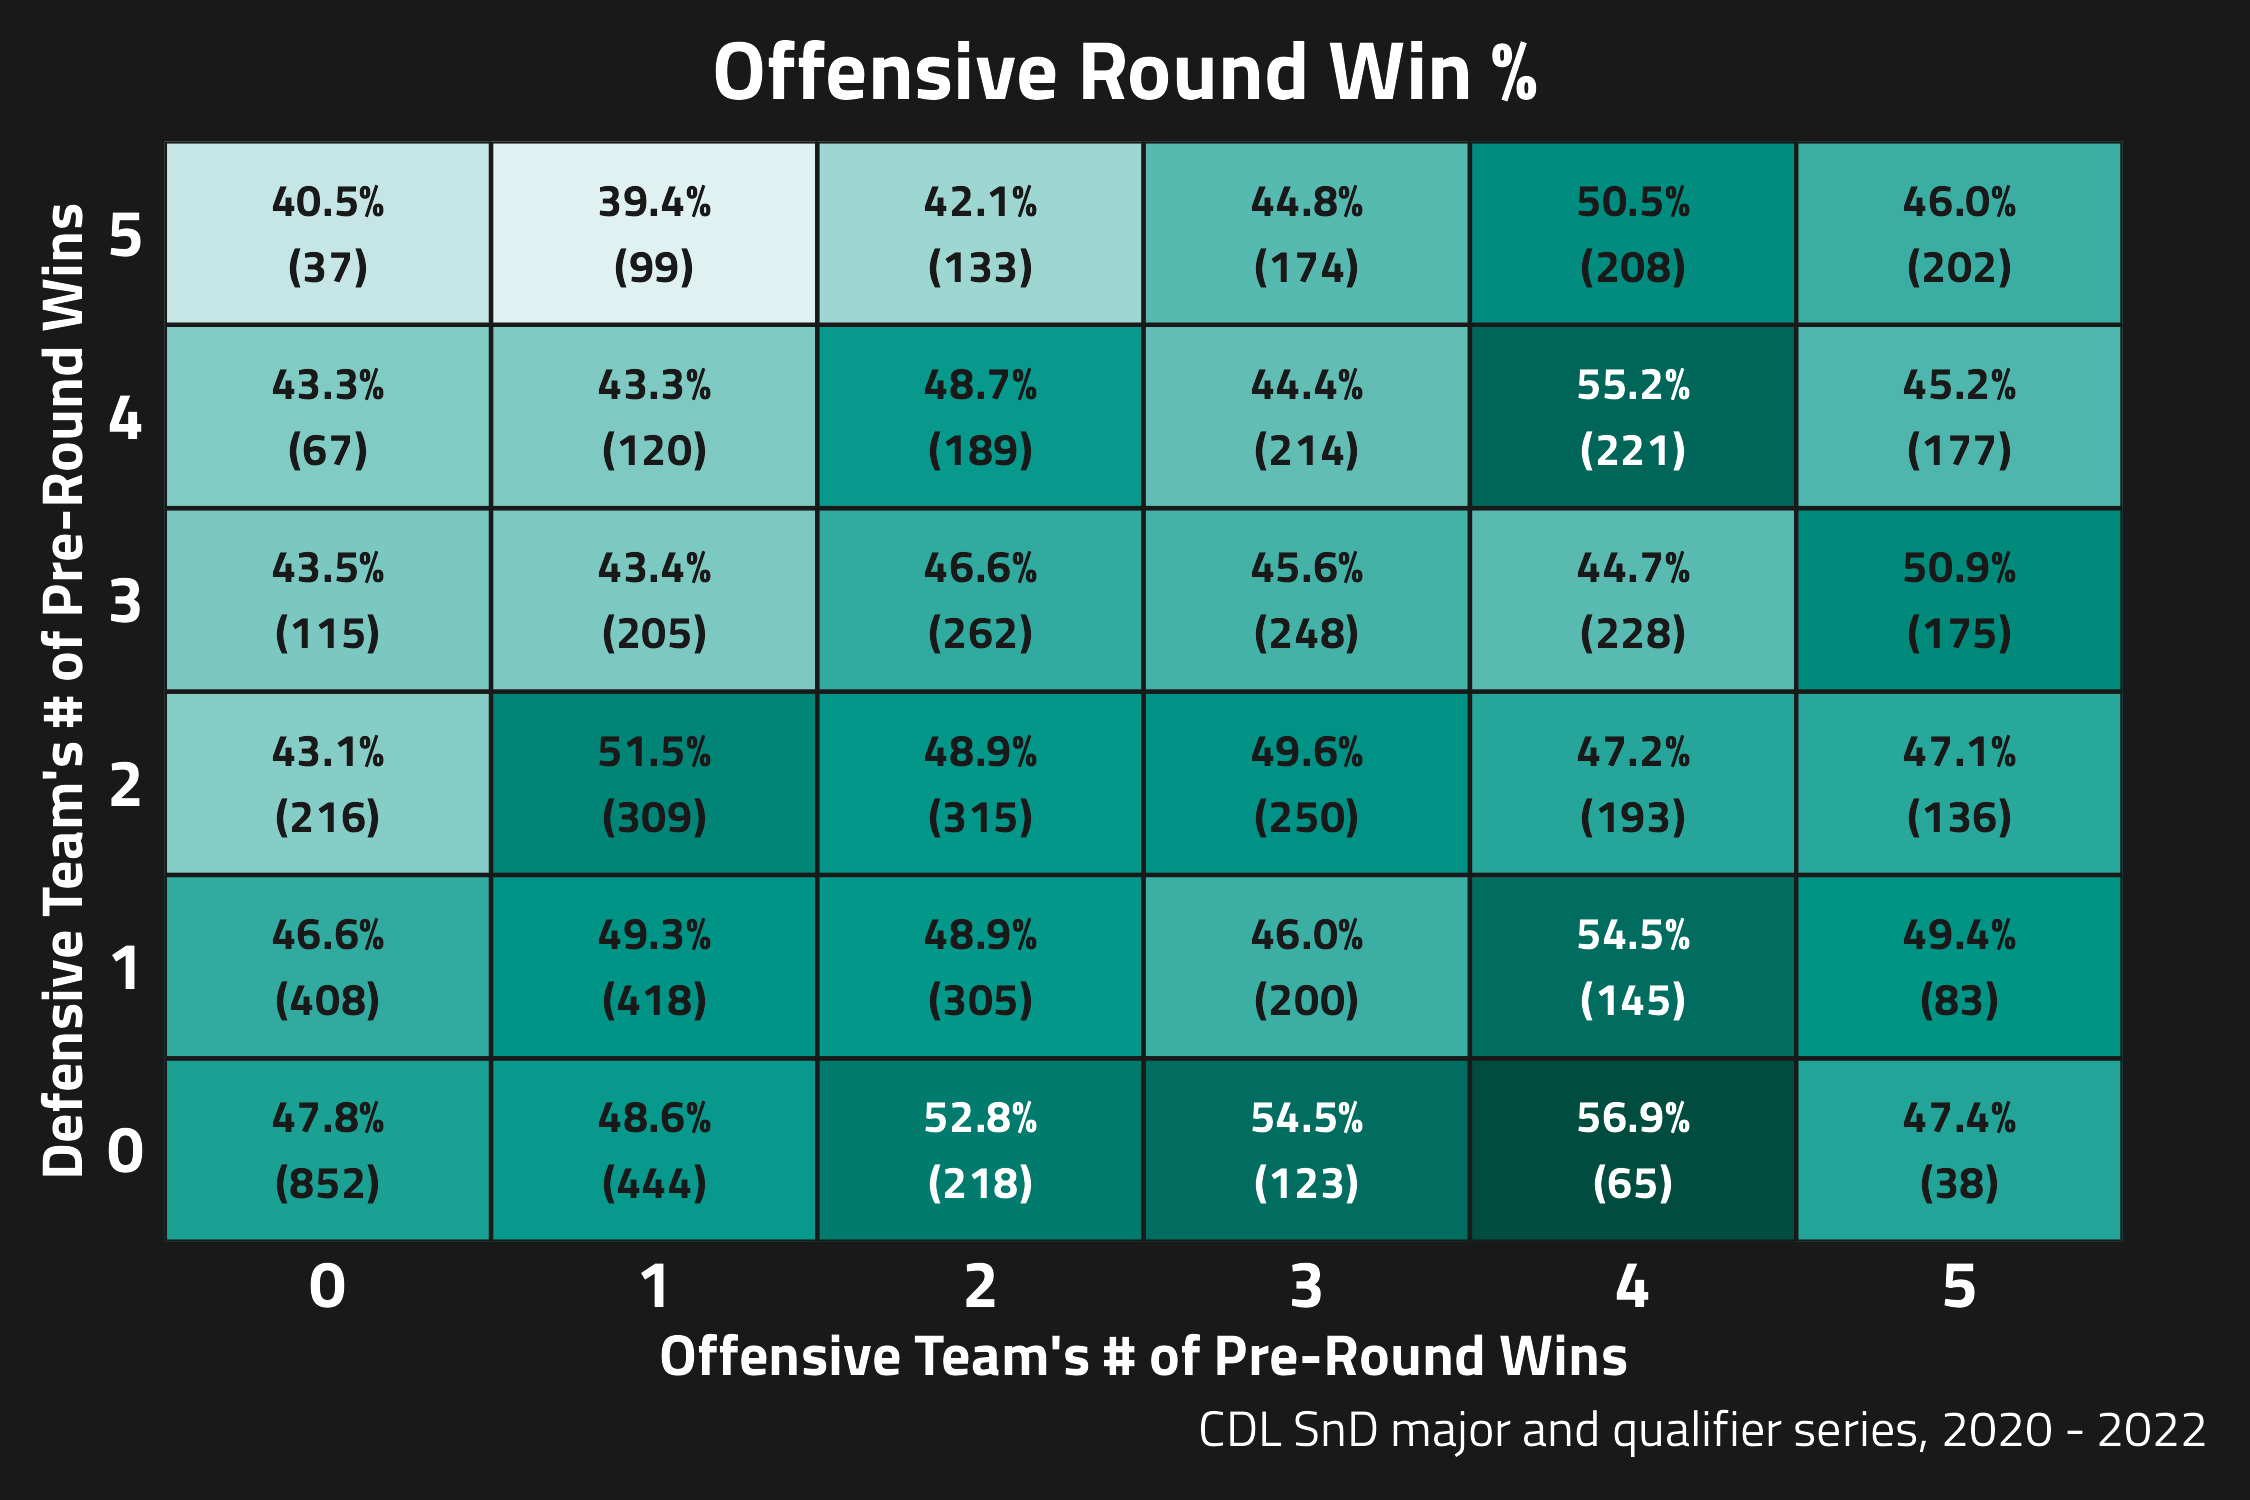 Offensive Round Win %
Defensive Team's # of Pre-Round Wins
5
40.5% 39.4% 42.1% 44.8% 50.5% 46.0%
(37) (99) (133) (174) (208) (202)
4
43.3% 43.3% 48.7% 44.4% 55.2% 45.2%
(67) (120) (189) (214) (221) (177)
3
43.5% 43.4% 46.6% 45.6% 44.7% 50.9%
(115) (205) (262) (248) (228) (175)
2
43.1% 51.5% 48.9% 49.6% 47.2% 47.1%
(216) (309) (315) (250) (193) (136)
1
46.6% 49.3% 48.9% 46.0% 54.5% 49.4%
(408) (418) (305) (200) (145) (83)
0
47.8% 48.6% 52.8% 54.5% 56.9% 47.4%
(852) (444) (218) (123) (65) (38)
0 1 2 3 4 5
Offensive Team's # of Pre-Round Wins
CDL SnD major and qualifier series, 2020 - 2022